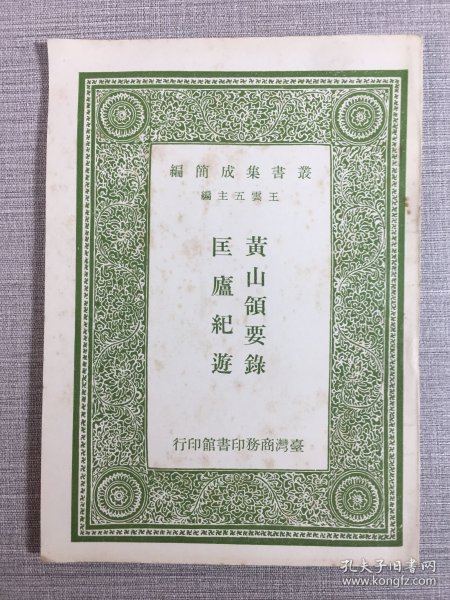 叢書集成簡編
王雲五主編
黃山領要錄
匡廬紀遊
臺灣商務印書館印行
孔夫子旧书网
www.kongfz.com